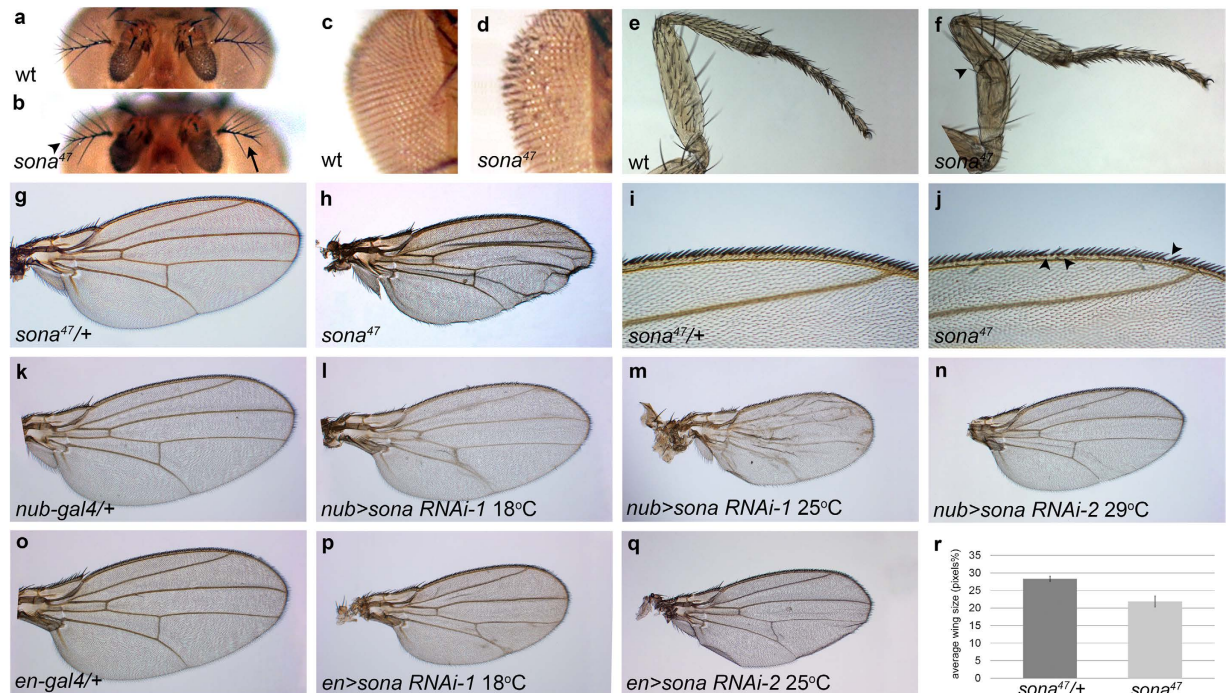 a
wt
b
sona⁴⁷
c
wt
d
sona⁴⁷
e
wt
f
sona⁴⁷
g
sona⁴⁷/+
h
sona⁴⁷
i
sona⁴⁷/+
j
sona⁴⁷
k
nub-gal4/+
l
nub>sona RNAi-1 18°C
m
nub>sona RNAi-1 25°C
n
nub>sona RNAi-2 29°C
o
en-gal4/+
p
en>sona RNAi-1 18°C
q
en>sona RNAi-2 25°C
r
average wing size (pixels%)
35
30
25
20
15
10
5
0
sona⁴⁷/+
sona⁴⁷